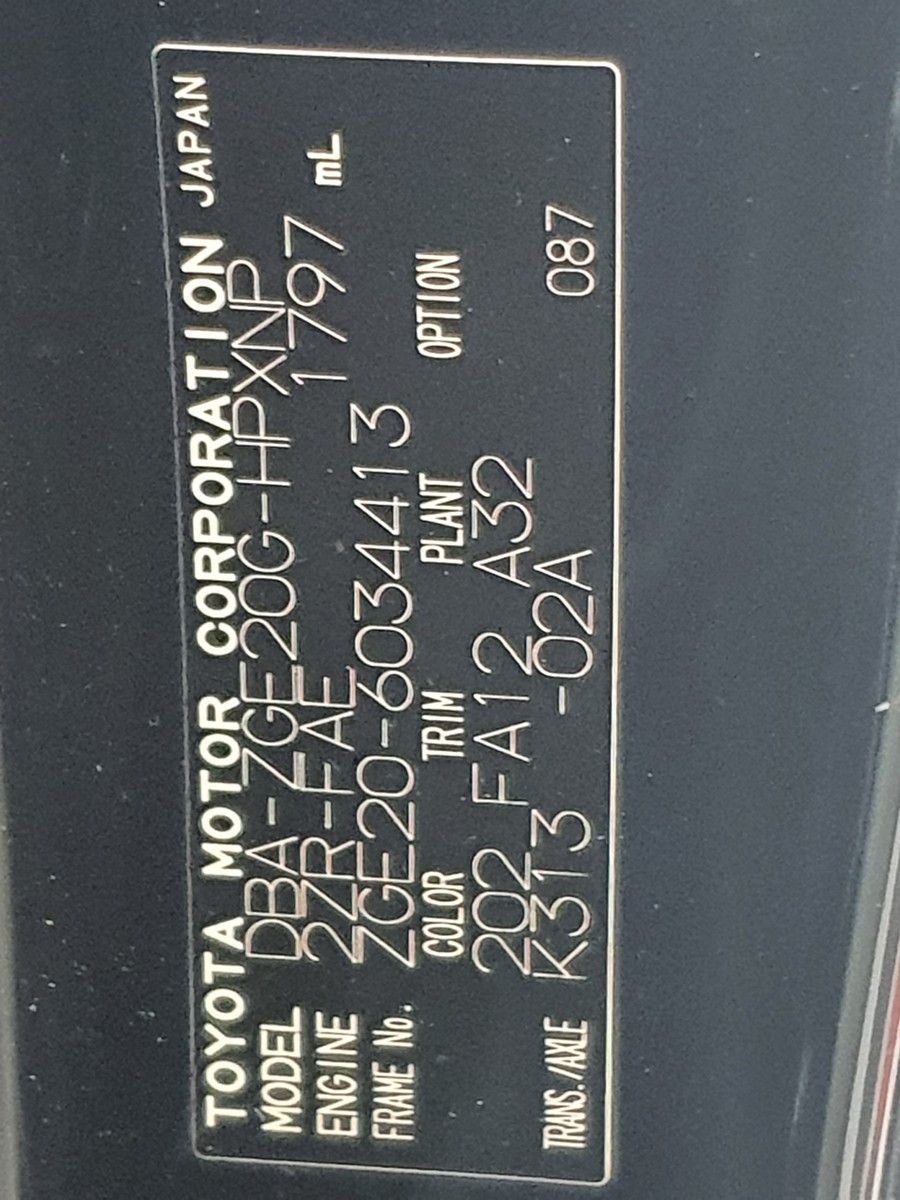 TOYOTA MOTOR CORPORATION JAPAN
MODEL DBA-ZGE20G-HPXNP
ENGINE 2ZR-FAE 1797 mL
FRAME No. ZGE20-6034413
COLOR TRIM PLANT OPTION
202 FA12 A32
TRANS./AXLE K313 -02A 087